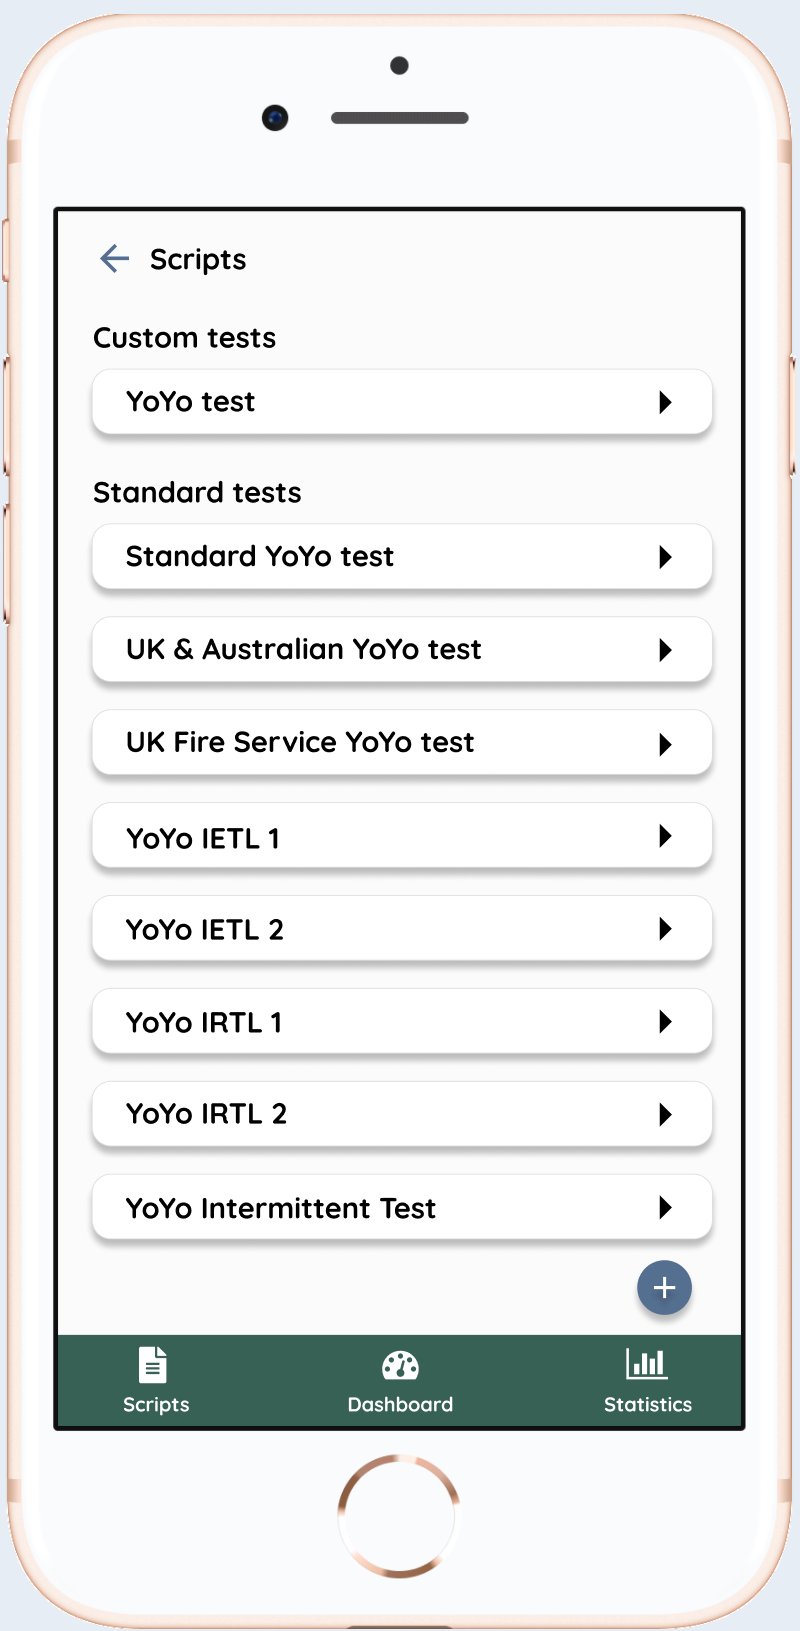 Scripts
Custom tests
YoYo test
Standard tests
Standard YoYo test
UK & Australian YoYo test
UK Fire Service YoYo test
YoYo IETL 1
YoYo IETL 2
YoYo IRTL 1
YoYo IRTL 2
YoYo Intermittent Test
+
Scripts Dashboard Statistics